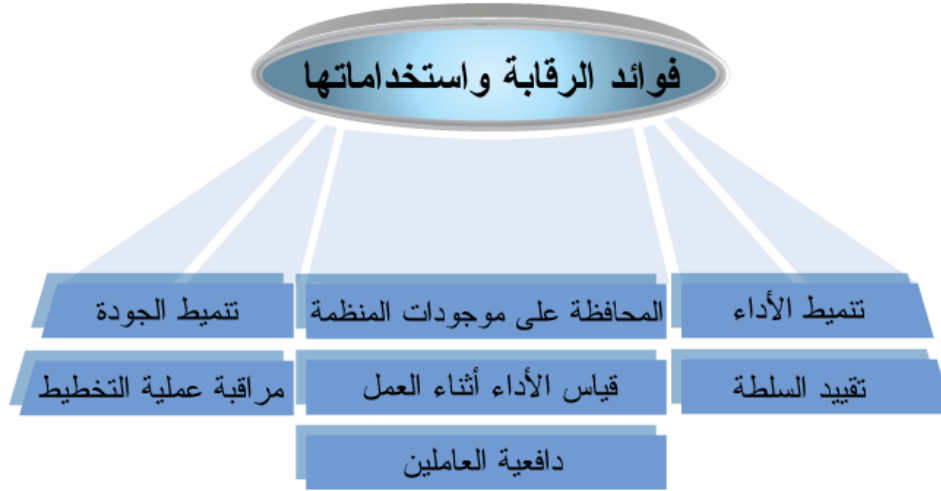 فوائد الرقابة واستخداماتها
تنميط الأداء
المحافظة على موجودات المنظمة
تنميط الجودة
تقييد السلطة
قياس الأداء أثناء العمل
مراقبة عملية التخطيط
دافعية العاملين